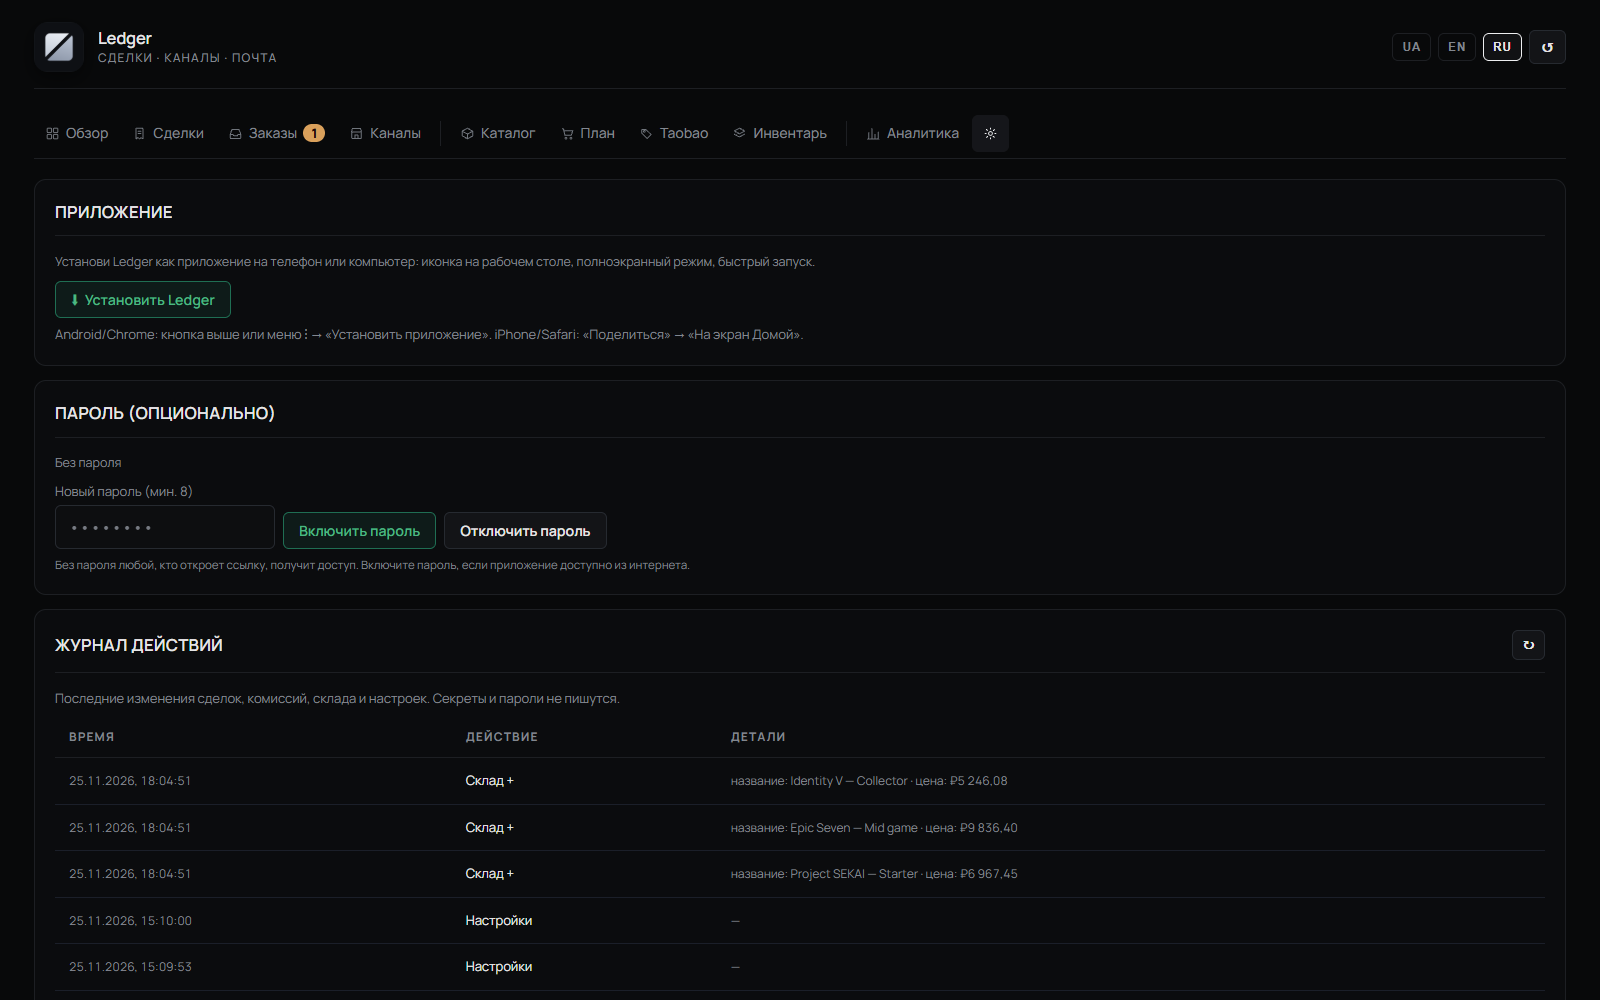 Ledger
СДЕЛКИ · КАНАЛЫ · ПОЧТА
UA EN RU ↺
Обзор Сделки Заказы 1 Каналы Каталог План Taobao Инвентарь Аналитика
ПРИЛОЖЕНИЕ
Установи Ledger как приложение на телефон или компьютер: иконка на рабочем столе, полноэкранный режим, быстрый запуск.
⬇ Установить Ledger
Android/Chrome: кнопка выше или меню ⋮ → «Установить приложение». iPhone/Safari: «Поделиться» → «На экран Домой».
ПАРОЛЬ (ОПЦИОНАЛЬНО)
Без пароля
Новый пароль (мин. 8)
•••••••• Включить пароль Отключить пароль
Без пароля любой, кто откроет ссылку, получит доступ. Включите пароль, если приложение доступно из интернета.
ЖУРНАЛ ДЕЙСТВИЙ ↻
Последние изменения сделок, комиссий, склада и настроек. Секреты и пароли не пишутся.
ВРЕМЯ ДЕЙСТВИЕ ДЕТАЛИ
25.11.2026, 18:04:51 Склад + название: Identity V — Collector · цена: ₽5 246,08
25.11.2026, 18:04:51 Склад + название: Epic Seven — Mid game · цена: ₽9 836,40
25.11.2026, 18:04:51 Склад + название: Project SEKAI — Starter · цена: ₽6 967,45
25.11.2026, 15:10:00 Настройки —
25.11.2026, 15:09:53 Настройки —